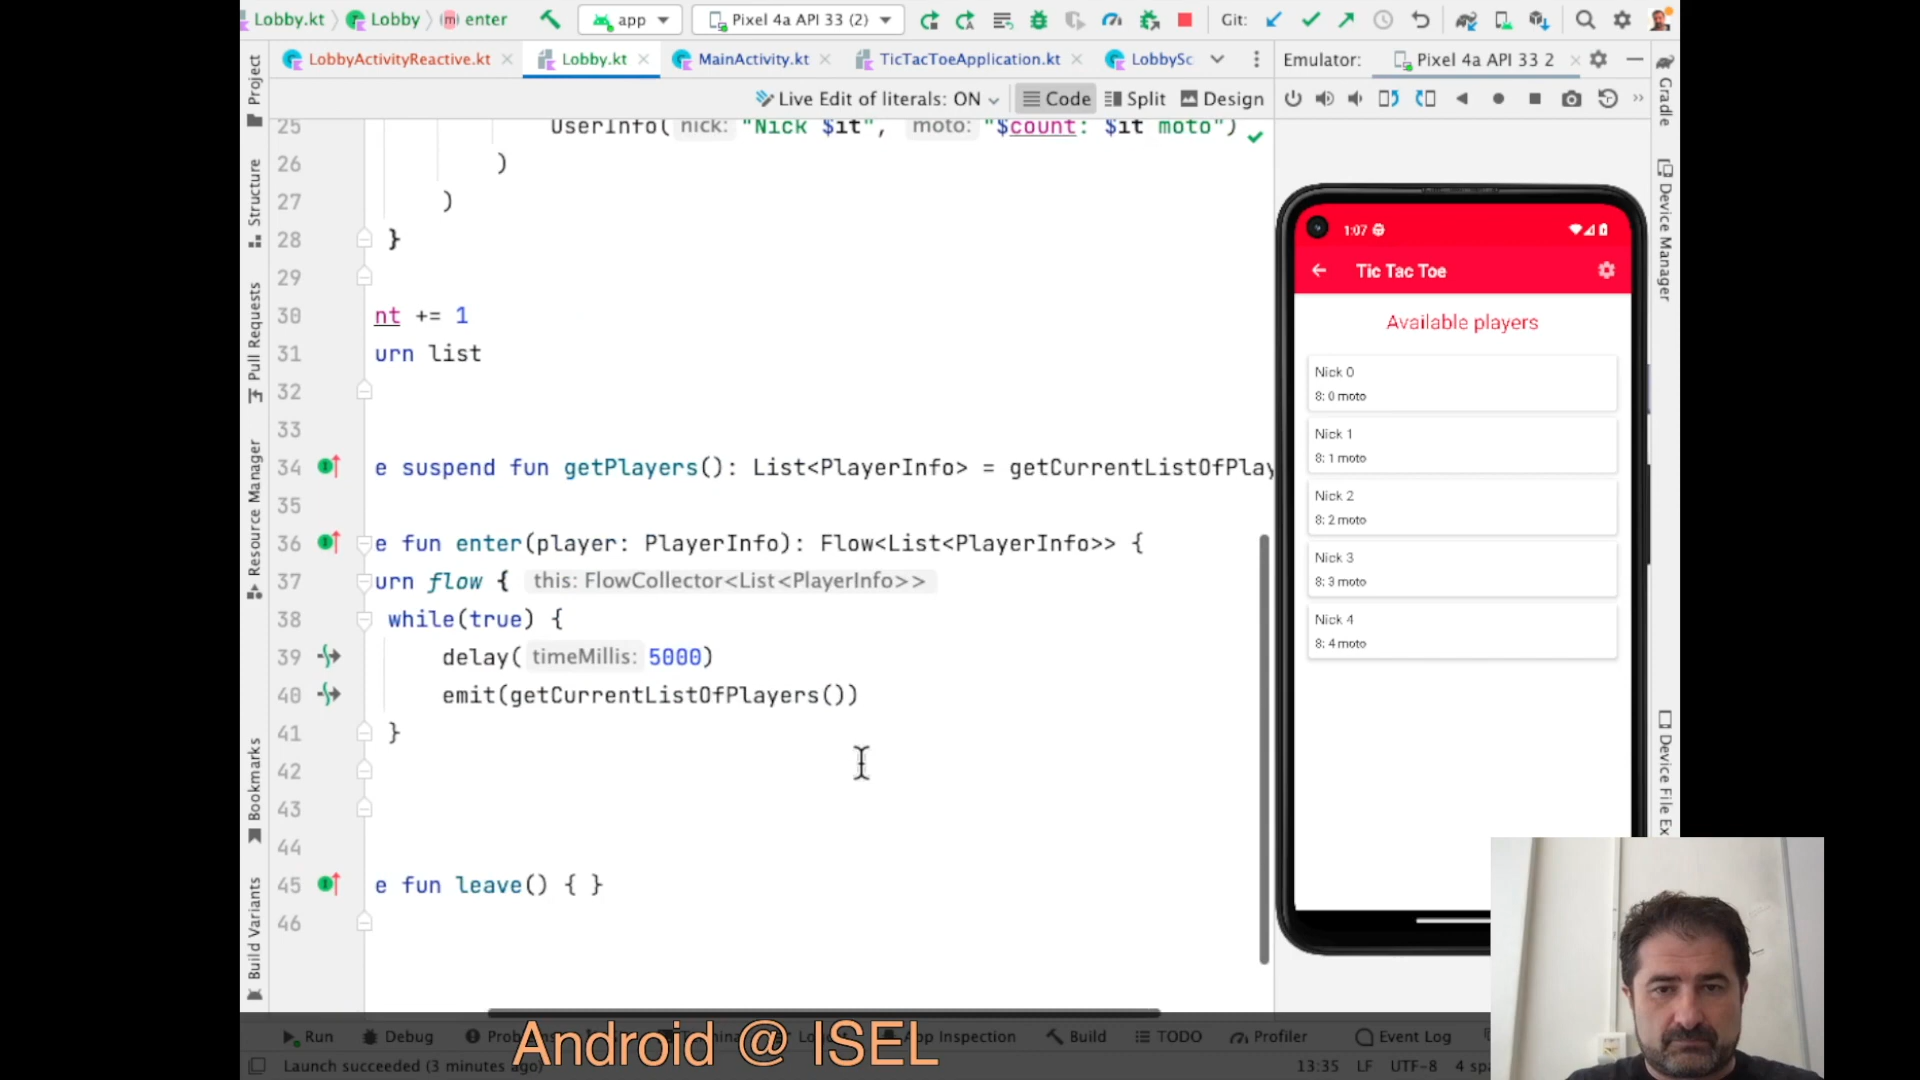 Lobby.kt Lobby enter app Pixel 4a API 33 (2) Git:
LobbyActivityReactive.kt Lobby.kt MainActivity.kt TicTacToeApplication.kt LobbySc Emulator: Pixel 4a API 33 2
Live Edit of literals: ON Code Split Design
25 UserInfo( nick: "Nick $it", moto: "$count: $it moto")
26 )
27 )
28 }
29
30 nt += 1
31 urn list
32
33
34 e suspend fun getPlayers(): List<PlayerInfo> = getCurrentListOfPlay
35
36 e fun enter(player: PlayerInfo): Flow<List<PlayerInfo>> {
37 urn flow { this: FlowCollector<List<PlayerInfo>>
38 while(true) {
39 delay( timeMillis: 5000)
40 emit(getCurrentListOfPlayers())
41 }
42
43
44
45 e fun leave() { }
46
Project
Structure
Pull Requests
Resource Manager
Bookmarks
Build Variants
1:07
Tic Tac Toe
Available players
Nick 0
8: 0 moto
Nick 1
8: 1 moto
Nick 2
8: 2 moto
Nick 3
8: 3 moto
Nick 4
8: 4 moto
Gradle
Device Manager
Device File Ex
Run Debug App Inspection Build TODO Profiler Event Log
Android @ ISEL
Launch succeeded (3 minutes ago) 13:35 LF UTF-8 4 sp